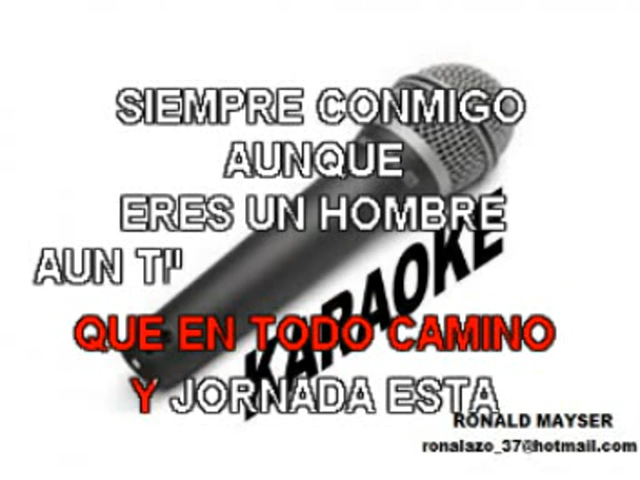 SIEMPRE CONMIGO
AUNQUE
ERES UN HOMBRE
AUN TI"
QUE EN TODO CAMINO
Y JORNADA ESTA
KARAOKE
RONALD MAYSER
ronalazo_37@hotmail.com